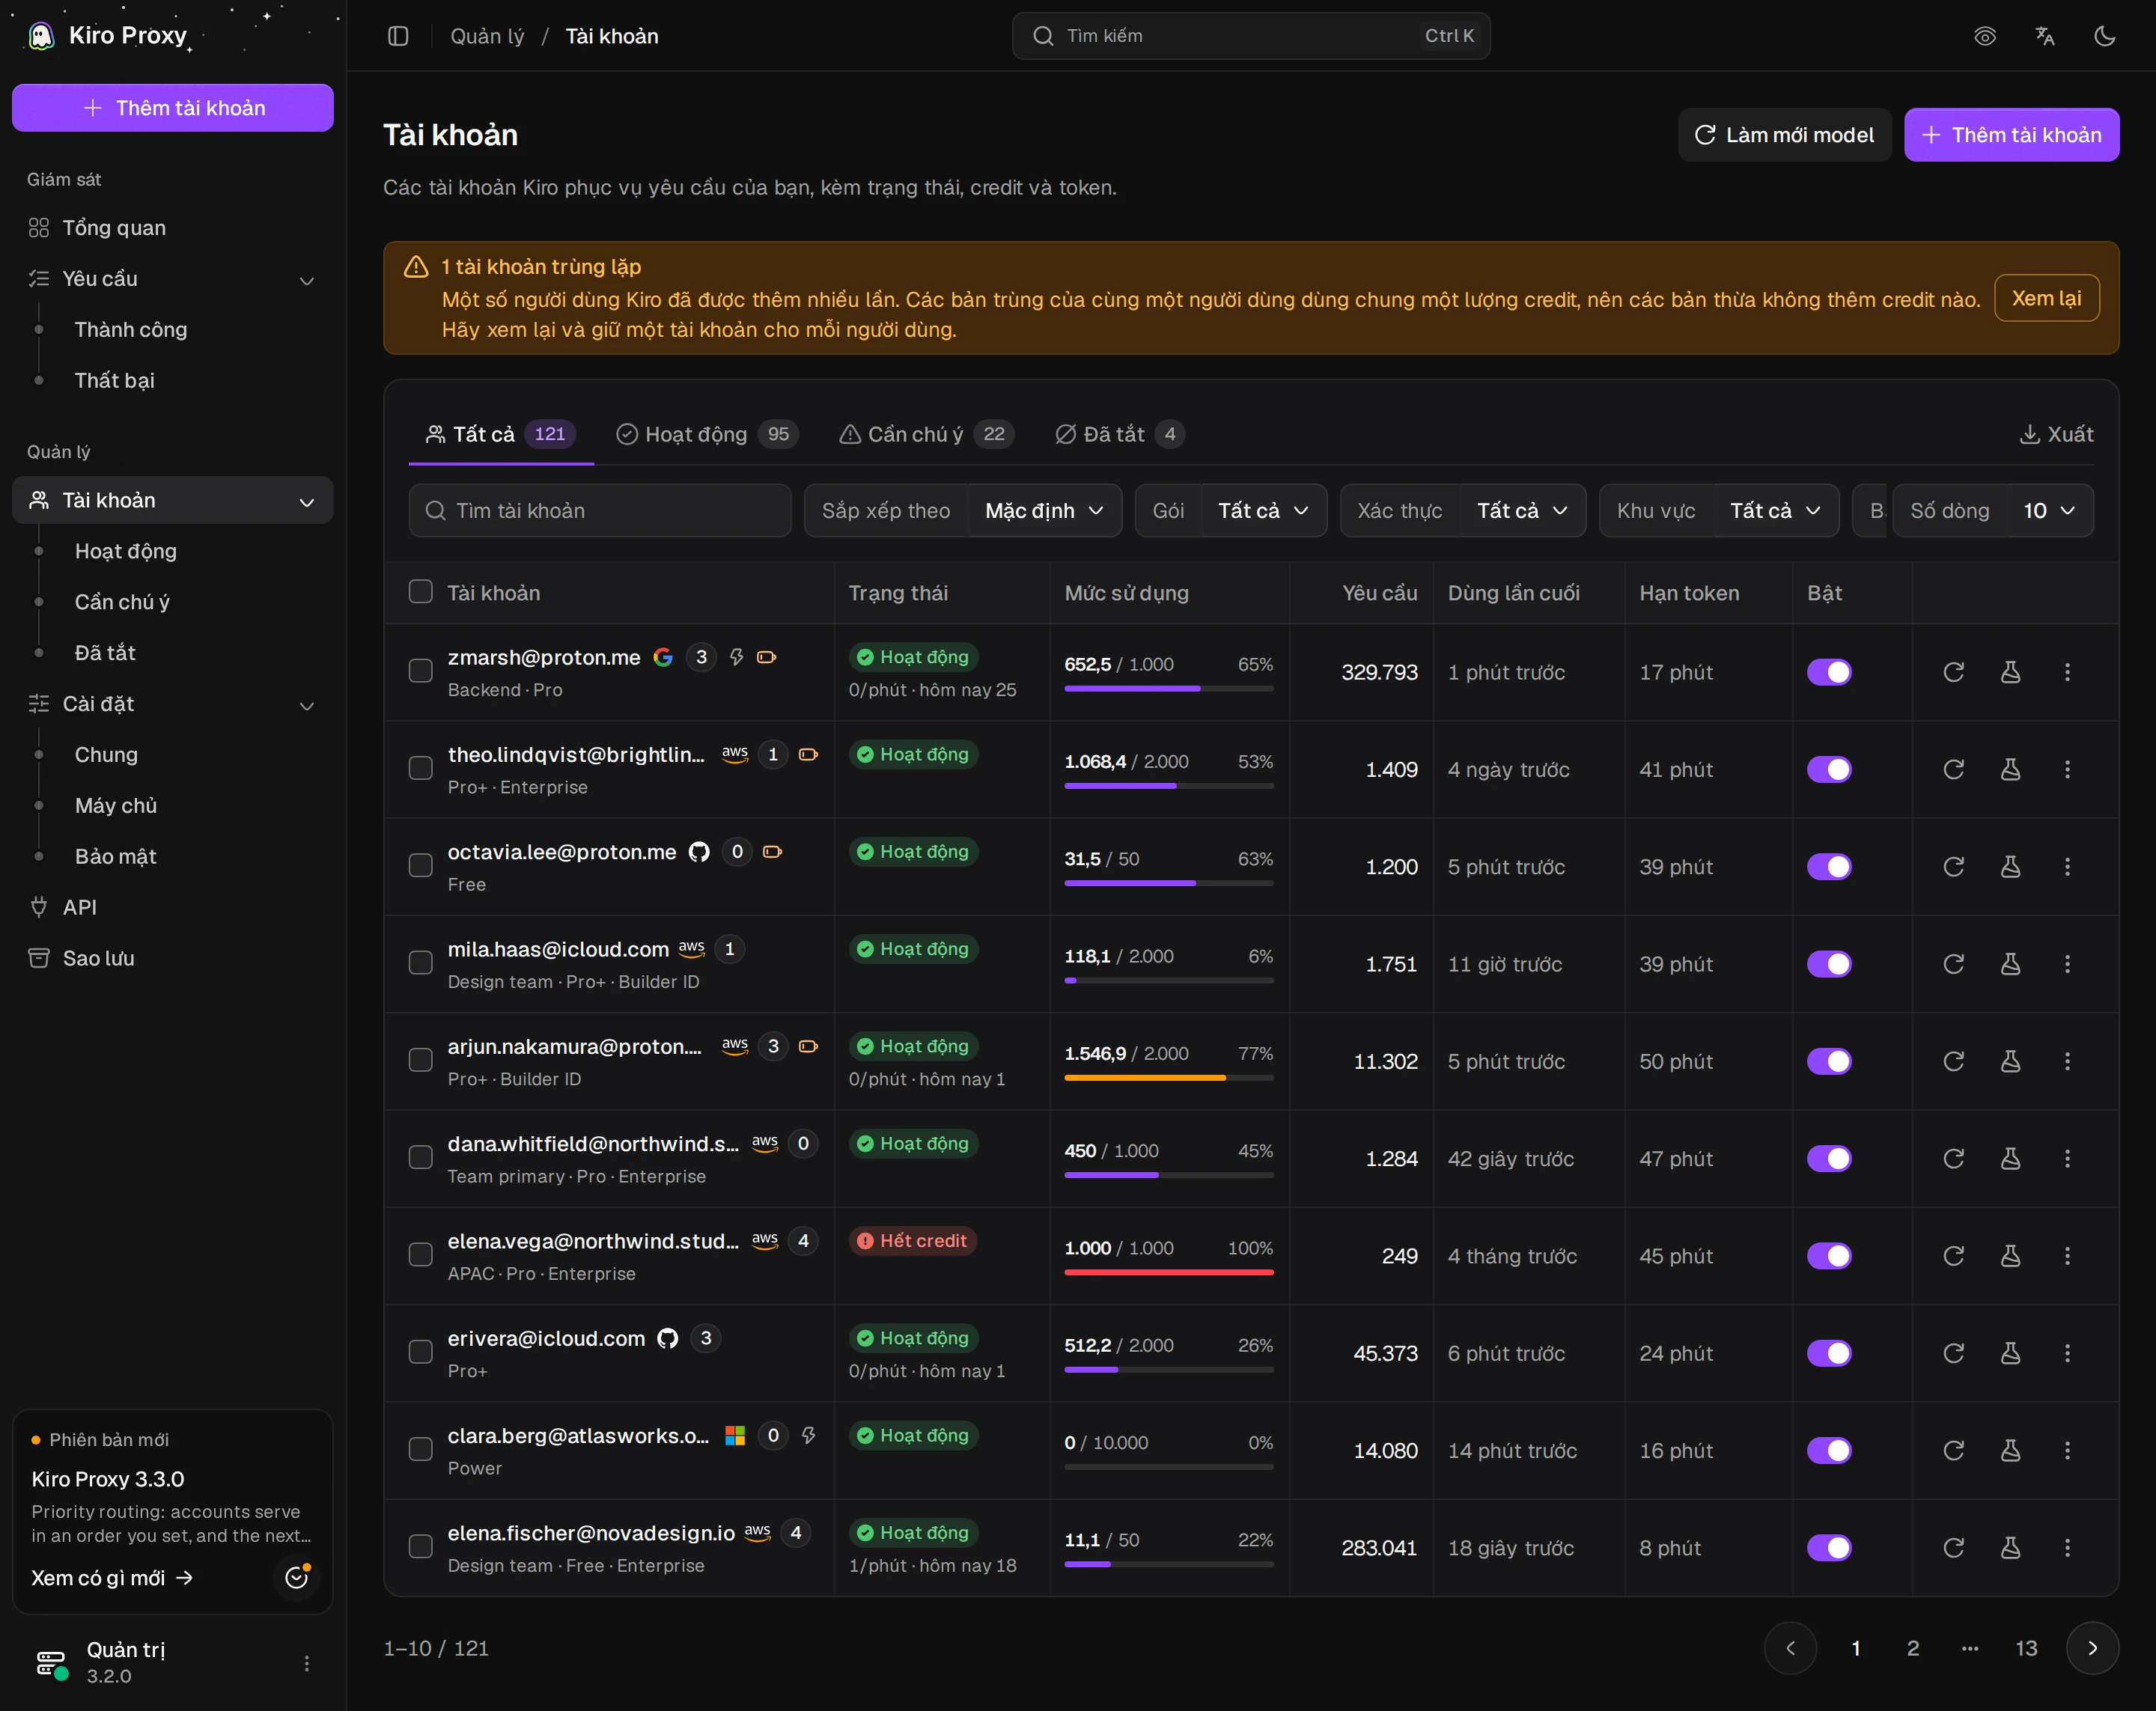 Kiro Proxy
Thêm tài khoản
Giám sát
Tổng quan
Yêu cầu
Thành công
Thất bại
Quản lý
Tài khoản
Hoạt động
Cần chú ý
Đã tắt
Cài đặt
Chung
Máy chủ
Bảo mật
API
Sao lưu
Phiên bản mới
Kiro Proxy 3.3.0
Priority routing: accounts serve
in an order you set, and the next...
Xem có gì mới →
Quản trị
3.2.0
Quản lý / Tài khoản
Tìm kiếm Ctrl K
Tài khoản
Làm mới model
Thêm tài khoản
Các tài khoản Kiro phục vụ yêu cầu của bạn, kèm trạng thái, credit và token.
1 tài khoản trùng lặp
Một số người dùng Kiro đã được thêm nhiều lần. Các bản trùng của cùng một người dùng dùng chung một lượng credit, nên các bản thừa không thêm credit nào.
Hãy xem lại và giữ một tài khoản cho mỗi người dùng.
Xem lại
Tất cả 121 Hoạt động 95 Cần chú ý 22 Đã tắt 4 Xuất
Tìm tài khoản Sắp xếp theo Mặc định Gói Tất cả Xác thực Tất cả Khu vực Tất cả Số dòng 10
Tài khoản Trạng thái Mức sử dụng Yêu cầu Dùng lần cuối Hạn token Bật
zmarsh@proton.me 3 Hoạt động 652,5 / 1.000 65% 329.793 1 phút trước 17 phút
Backend · Pro 0/phút · hôm nay 25
theo.lindqvist@brightlin... aws 1 Hoạt động 1.068,4 / 2.000 53% 1.409 4 ngày trước 41 phút
Pro+ · Enterprise
octavia.lee@proton.me 0 Hoạt động 31,5 / 50 63% 1.200 5 phút trước 39 phút
Free
mila.haas@icloud.com aws 1 Hoạt động 118,1 / 2.000 6% 1.751 11 giờ trước 39 phút
Design team · Pro+ · Builder ID
arjun.nakamura@proton.... aws 3 Hoạt động 1.546,9 / 2.000 77% 11.302 5 phút trước 50 phút
Pro+ · Builder ID 0/phút · hôm nay 1
dana.whitfield@northwind.s... aws 0 Hoạt động 450 / 1.000 45% 1.284 42 giây trước 47 phút
Team primary · Pro · Enterprise
elena.vega@northwind.stud... aws 4 Hết credit 1.000 / 1.000 100% 249 4 tháng trước 45 phút
APAC · Pro · Enterprise
erivera@icloud.com 3 Hoạt động 512,2 / 2.000 26% 45.373 6 phút trước 24 phút
Pro+ 0/phút · hôm nay 1
clara.berg@atlasworks.o... 0 Hoạt động 0 / 10.000 0% 14.080 14 phút trước 16 phút
Power
elena.fischer@novadesign.io aws 4 Hoạt động 11,1 / 50 22% 283.041 18 giây trước 8 phút
Design team · Free · Enterprise 1/phút · hôm nay 18
1–10 / 121
1 2 ... 13